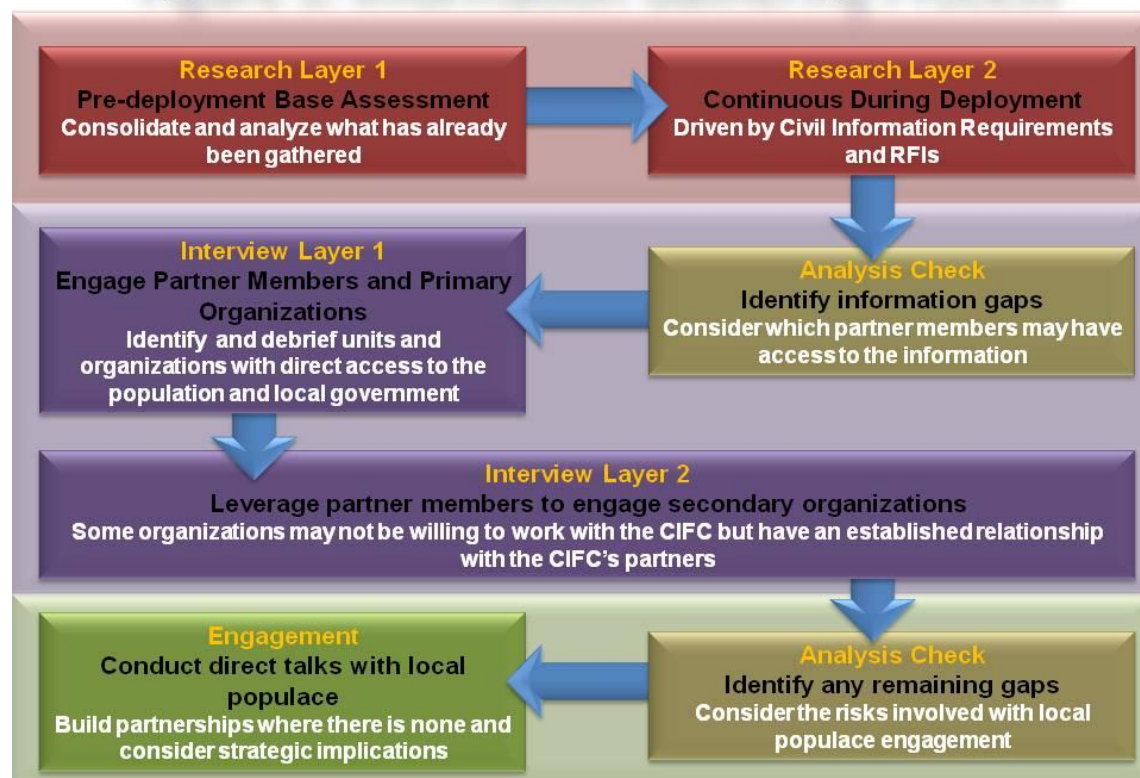 Research Layer 1
Pre-deployment Base Assessment
Consolidate and analyze what has already
been gathered
Research Layer 2
Continuous During Deployment
Driven by Civil Information Requirements
and RFIs
Analysis Check
Identify information gaps
Consider which partner members may have
access to the information
Interview Layer 1
Engage Partner Members and Primary
Organizations
Identify and debrief units and
organizations with direct access to the
population and local government
Interview Layer 2
Leverage partner members to engage secondary organizations
Some organizations may not be willing to work with the CIFC but have an established relationship
with the CIFC's partners
Analysis Check
Identify any remaining gaps
Consider the risks involved with local
populace engagement
Engagement
Conduct direct talks with local
populace
Build partnerships where there is none and
consider strategic implications